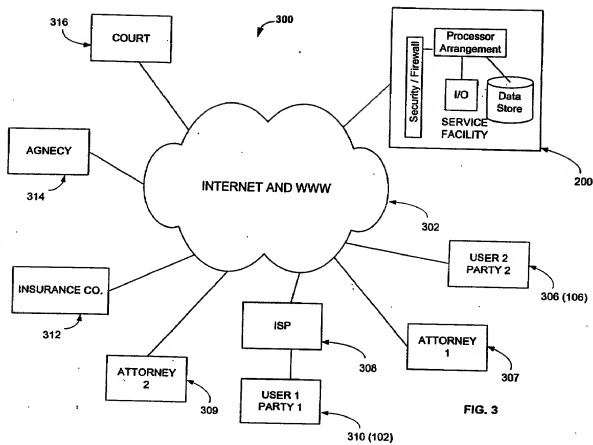 316
COURT
300
Security / Firewall
Processor
Arrangement
I/O
Data
Store
SERVICE
FACILITY
200
AGNECY
314
INTERNET AND WWW
302
USER 2
PARTY 2
306 (106)
INSURANCE CO.
312
ISP
308
ATTORNEY
1
307
ATTORNEY
2
309
USER 1
PARTY 1
310 (102)
FIG. 3